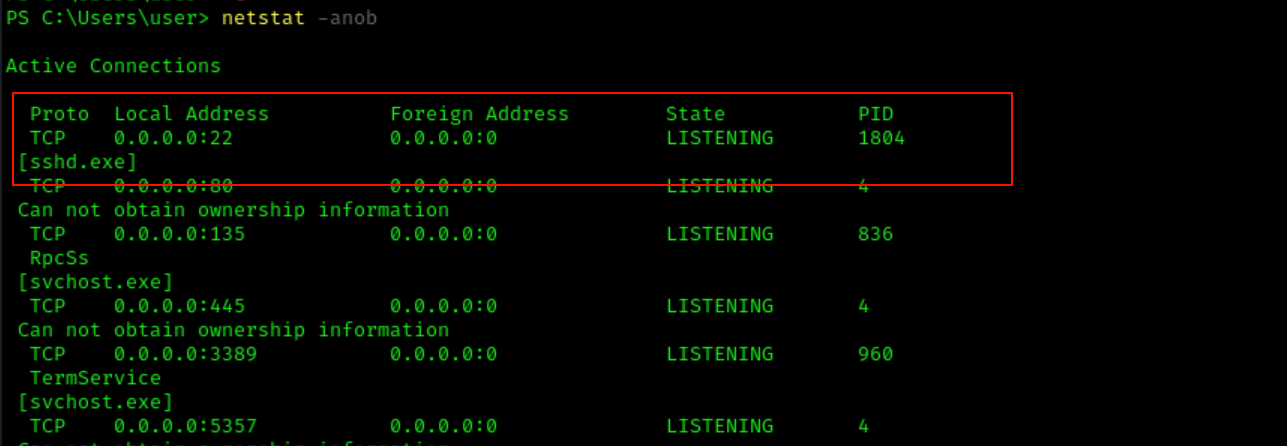 PS C:\Users\user> netstat -anob
Active Connections
Proto Local Address Foreign Address State PID
TCP 0.0.0.0:22 0.0.0.0:0 LISTENING 1804
[sshd.exe]
TCP 0.0.0.0:80 0.0.0.0:0 LISTENING 4
Can not obtain ownership information
TCP 0.0.0.0:135 0.0.0.0:0 LISTENING 836
RpcSs
[svchost.exe]
TCP 0.0.0.0:445 0.0.0.0:0 LISTENING 4
Can not obtain ownership information
TCP 0.0.0.0:3389 0.0.0.0:0 LISTENING 960
TermService
[svchost.exe]
TCP 0.0.0.0:5357 0.0.0.0:0 LISTENING 4
Can not obtain ownership information